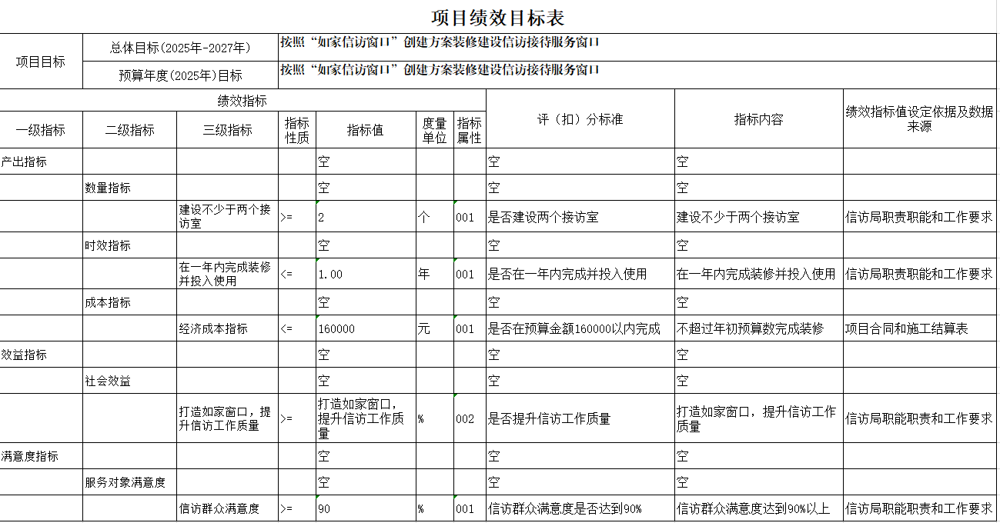 项目绩效目标表
项目目标
总体目标(2025年-2027年)
按照“如家信访窗口”创建方案装修建设信访接待服务窗口
预算年度(2025年)目标
按照“如家信访窗口”创建方案装修建设信访接待服务窗口
绩效指标
评（扣）分标准
指标内容
绩效指标值设定依据及数据
来源
一级指标
二级指标
三级指标
指标
性质
指标值
度量
单位
指标
属性
产出指标
空
空
空
数量指标
空
空
空
建设不少于两个接
访室
>=
2
个
001
是否建设两个接访室
建设不少于两个接访室
信访局职责职能和工作要求
时效指标
空
空
空
在一年内完成装修
并投入使用
<=
1.00
年
001
是否在一年内完成并投入使用
在一年内完成装修并投入使用
信访局职责职能和工作要求
成本指标
空
空
空
经济成本指标
<=
160000
元
001
是否在预算金额160000以内完成
不超过年初预算数完成装修
项目合同和施工结算表
效益指标
空
空
空
社会效益
空
空
空
打造如家窗口，提
升信访工作质量
>=
打造如家窗口，
提升信访工作质
量
%
002
是否提升信访工作质量
打造如家窗口，提升信访工作
质量
信访局职能职责和工作要求
满意度指标
空
空
空
服务对象满意度
空
空
空
信访群众满意度
>=
90
%
001
信访群众满意度是否达到90%
信访群众满意度达到90%以上
信访局职能职责和工作要求